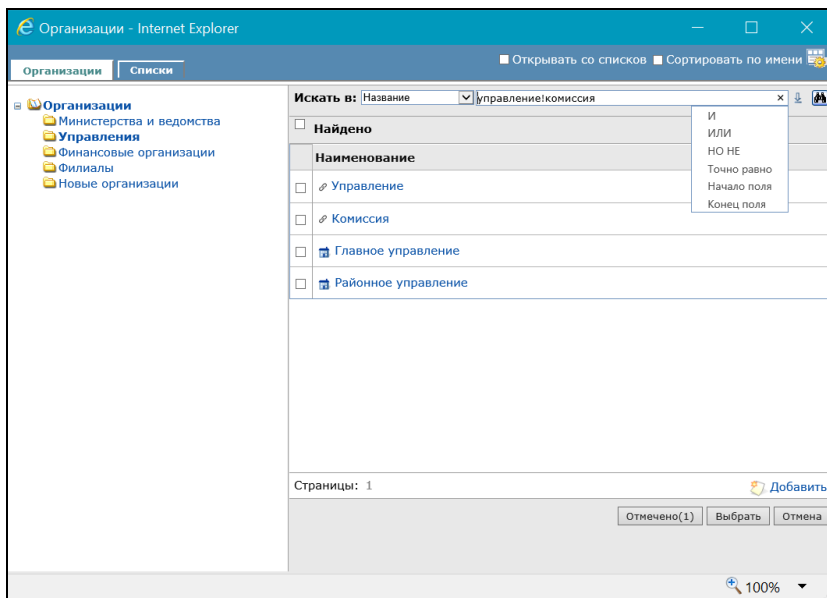 Организации - Internet Explorer
Организации Списки
Открывать со списков Сортировать по имени
Организации
Министерства и ведомства
Управления
Финансовые организации
Филиалы
Новые организации
Искать в: Название управление!комиссия
И
ИЛИ
НО НЕ
Точно равно
Начало поля
Конец поля
Найдено
Наименование
Управление
Комиссия
Главное управление
Районное управление
Страницы: 1
Добавить
Отмечено(1) Выбрать Отмена
100%